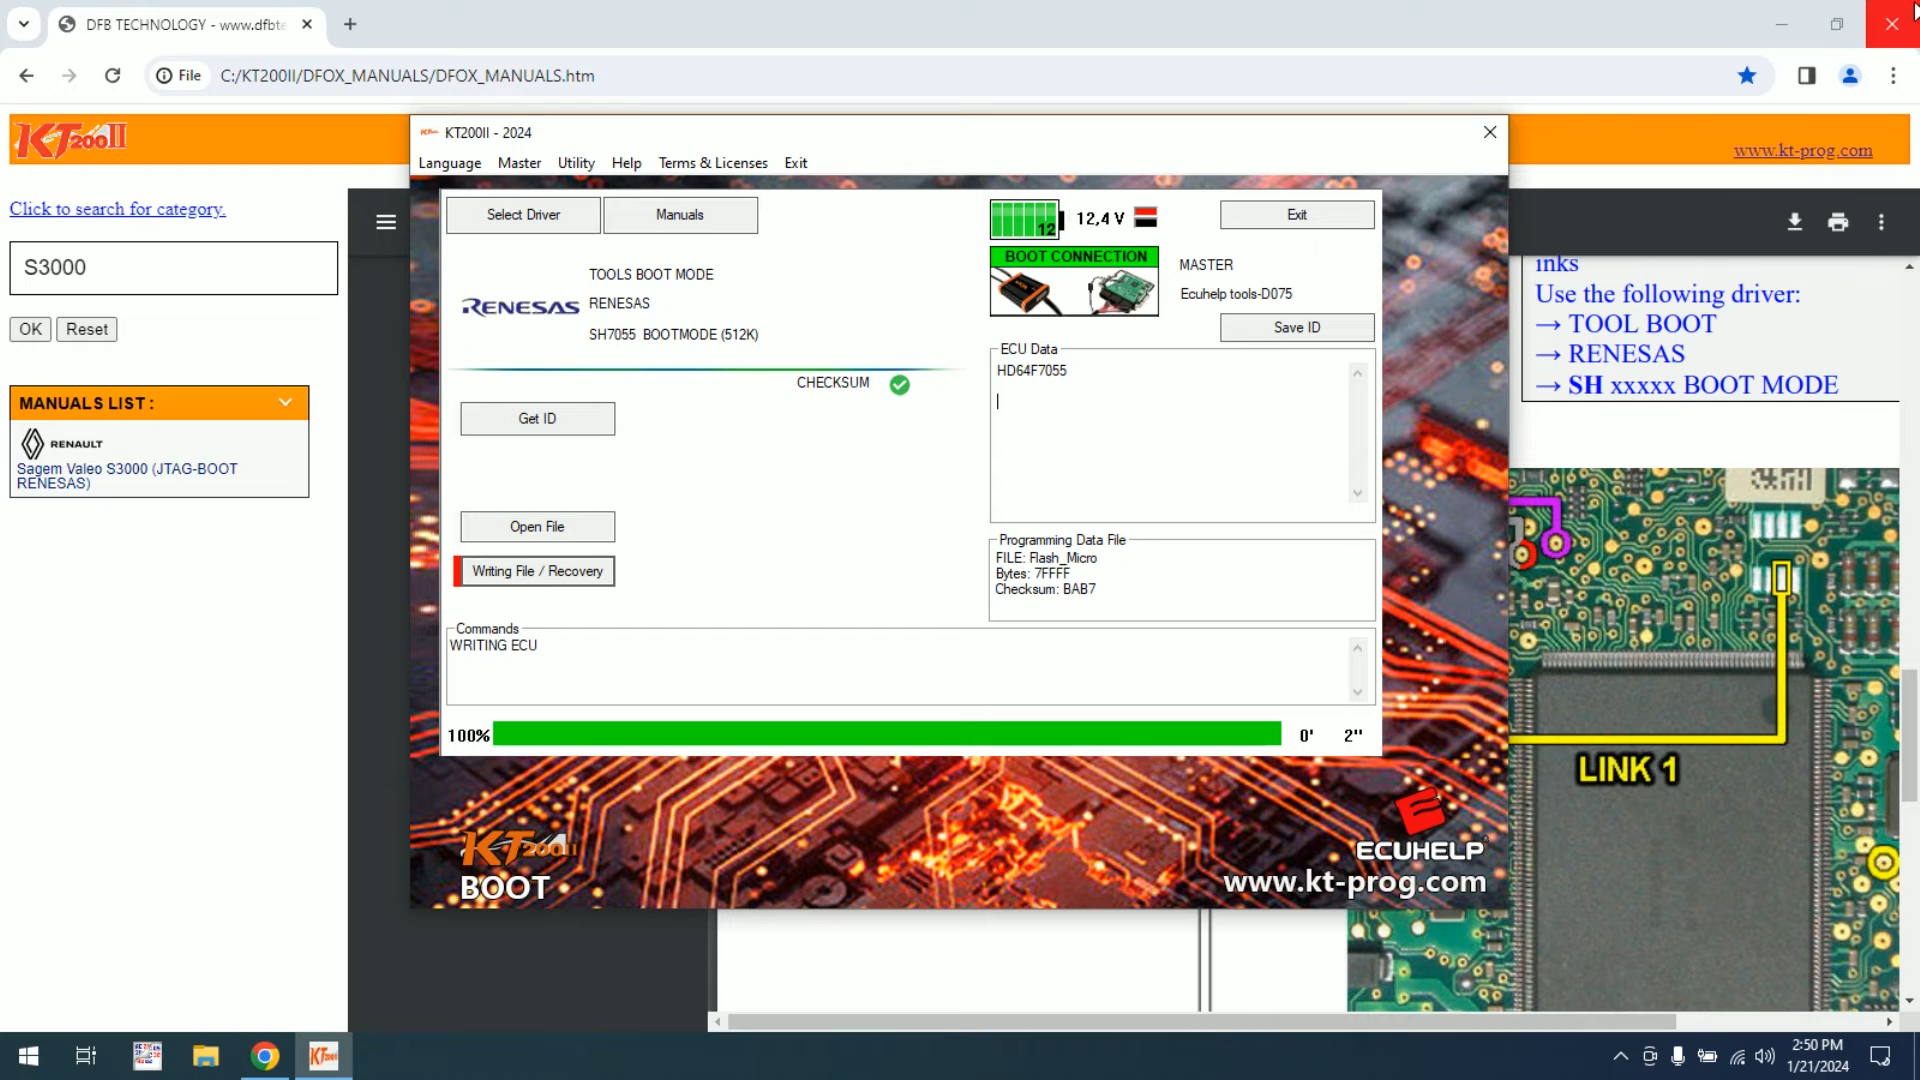 DFB TECHNOLOGY - www.dfbte
File
C:/KT200II/DFOX_MANUALS/DFOX_MANUALS.htm
KT200II
www.kt-prog.com
Click to search for category.
S3000
OK
Reset
MANUALS LIST :
RENAULT
Sagem Valeo S3000 (JTAG-BOOT
RENESAS)
KT200II - 2024
Language
Master
Utility
Help
Terms & Licenses
Exit
Select Driver
Manuals
12
12,4 V
Exit
BOOT CONNECTION
MASTER
Ecuhelp tools-D075
Save ID
RENESAS
TOOLS BOOT MODE
RENESAS
SH7055 BOOTMODE (512K)
CHECKSUM
Get ID
Open File
Writing File / Recovery
ECU Data
HD64F7055
Programming Data File
FILE: Flash_Micro
Bytes: 7FFFF
Checksum: BAB7
Commands
WRITING ECU
100%
0' 2''
KT200II
BOOT
ECUHELP
www.kt-prog.com
inks
Use the following driver:
→ TOOL BOOT
→ RENESAS
→ SH xxxxx BOOT MODE
LINK 1
KT200II
2:50 PM
1/21/2024